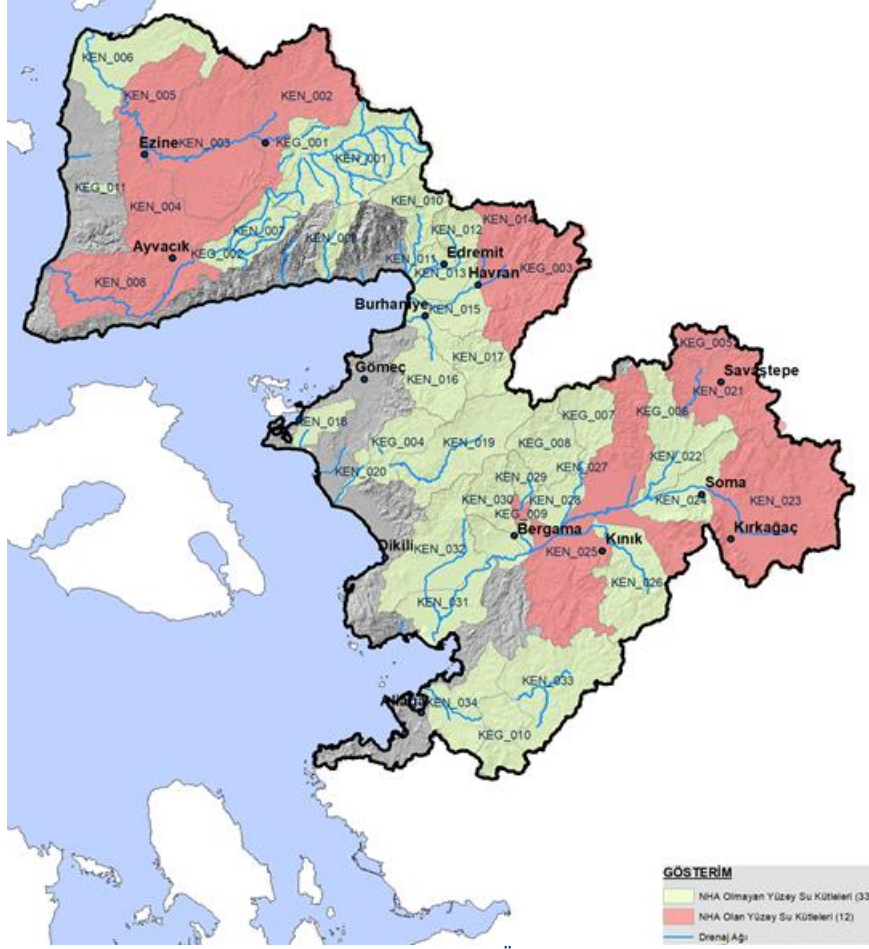 KEN_006
KEN_005
KEN_002
Ezine
KEN_003
KEG_001
KEN_001
KEG_011
KEN_004
KEN_010
KEN_007
KEN_012
KEN_014
Ayvacık
KEG_002
KEN_011
Edremit
KEN_013
KEG_003
KEN_008
Havran
Burhaniye
KEN_015
KEN_017
Gömeç
KEN_016
KEG_005
Savaştepe
KEN_021
KEN_018
KEG_007
KEG_006
KEG_004
KEN_019
KEG_008
KEN_020
KEN_029
KEN_027
KEN_022
KEN_030
KEN_028
KEN_024
Soma
KEN_023
KEG_009
Bergama
Kırkağaç
Dikili
KEN_032
KEN_025
Kınık
KEN_026
KEN_031
KEN_033
KEN_034
KEG_010
GÖSTERİM
NHA Olmayan Yüzey Su Kütleleri (33
NHA Olan Yüzey Su Kütleleri (12)
Drenaj Ağı